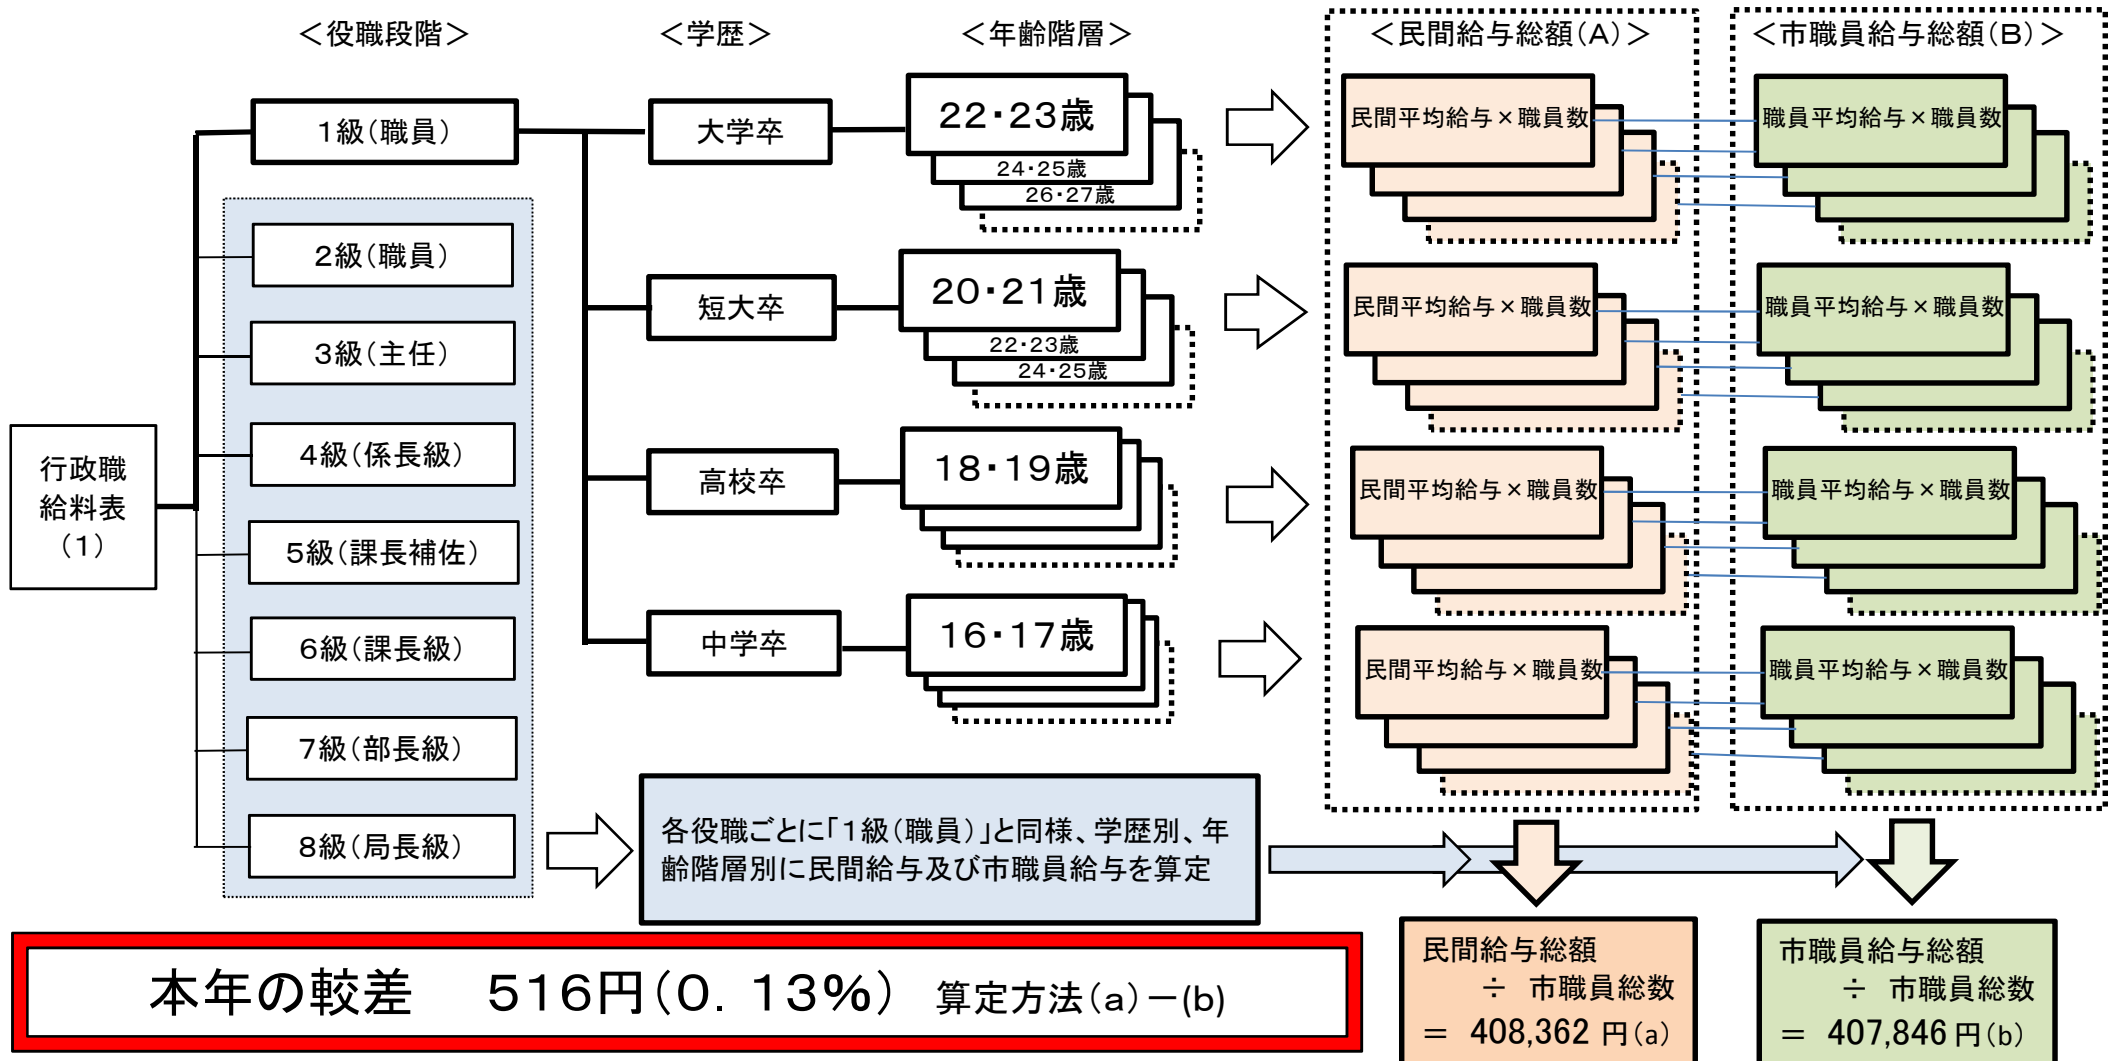 ＜役職段階＞
＜学歴＞
＜年齢階層＞
＜民間給与総額(A)＞
＜市職員給与総額(B)＞
行政職
給料表
(1)
1級(職員)
2級(職員)
3級(主任)
4級(係長級)
5級(課長補佐)
6級(課長級)
7級(部長級)
8級(局長級)
大学卒
22・23歳
24・25歳
26・27歳
民間平均給与×職員数
職員平均給与×職員数
短大卒
20・21歳
22・23歳
24・25歳
民間平均給与×職員数
職員平均給与×職員数
高校卒
18・19歳
民間平均給与×職員数
職員平均給与×職員数
中学卒
16・17歳
民間平均給与×職員数
職員平均給与×職員数
各役職ごとに「1級(職員)」と同様、学歴別、年
齢階層別に民間給与及び市職員給与を算定
本年の較差　516円(0. 13%)　算定方法(a)－(b)
民間給与総額
÷ 市職員総数
= 408,362 円(a)
市職員給与総額
÷ 市職員総数
= 407,846 円(b)